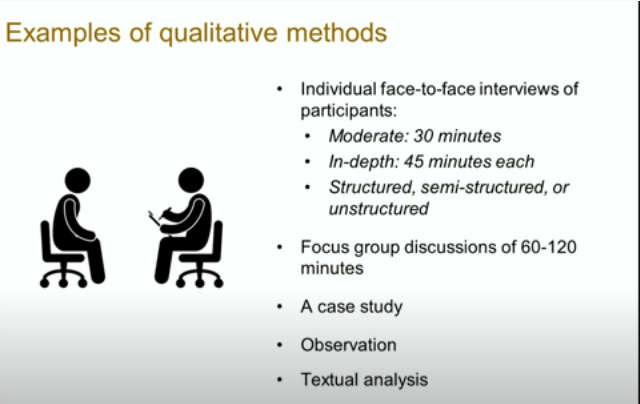 Examples of qualitative methods
• Individual face-to-face interviews of
participants:
• Moderate: 30 minutes
• In-depth: 45 minutes each
• Structured, semi-structured, or
unstructured
• Focus group discussions of 60-120
minutes
• A case study
• Observation
• Textual analysis